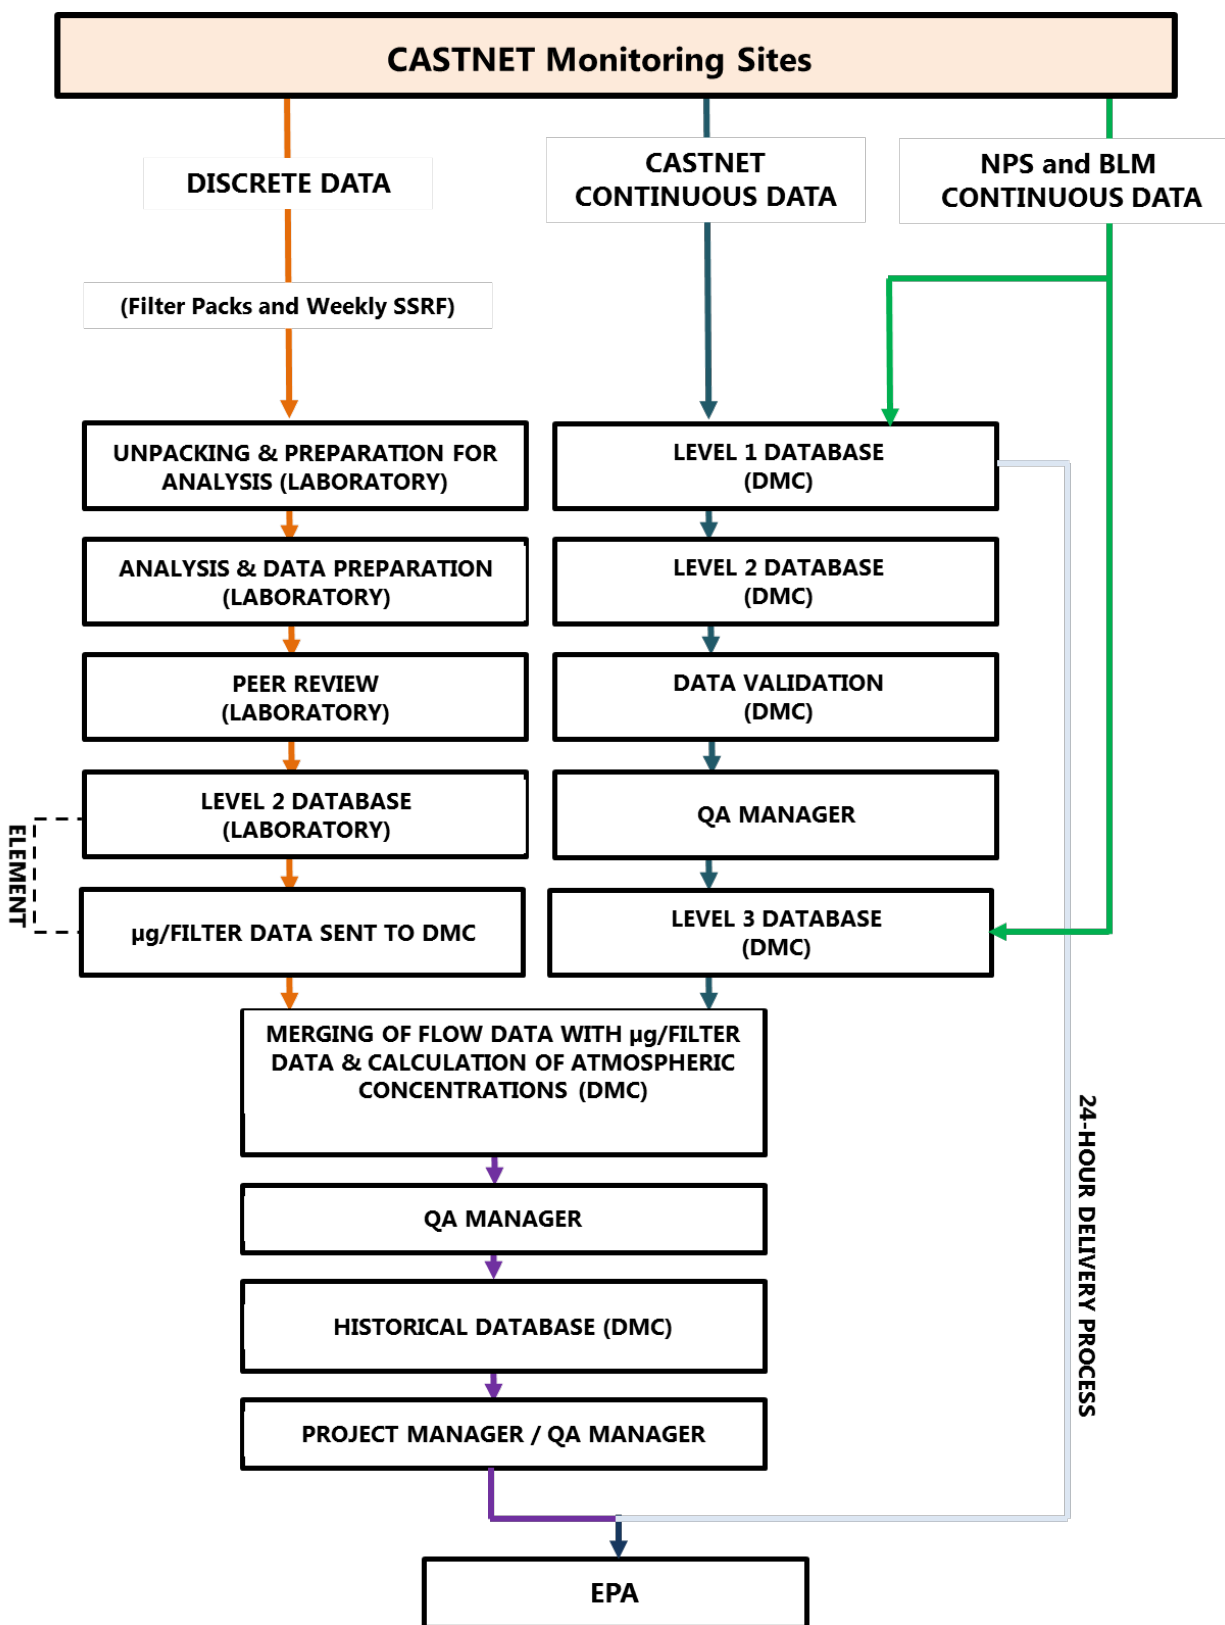 CASTNET Monitoring Sites
DISCRETE DATA
CASTNET
CONTINUOUS DATA
NPS and BLM
CONTINUOUS DATA
(Filter Packs and Weekly SSRF)
UNPACKING & PREPARATION FOR
ANALYSIS (LABORATORY)
LEVEL 1 DATABASE
(DMC)
ANALYSIS & DATA PREPARATION
(LABORATORY)
LEVEL 2 DATABASE
(DMC)
PEER REVIEW
(LABORATORY)
DATA VALIDATION
(DMC)
LEVEL 2 DATABASE
(LABORATORY)
QA MANAGER
ELEMENT
µg/FILTER DATA SENT TO DMC
LEVEL 3 DATABASE
(DMC)
MERGING OF FLOW DATA WITH µg/FILTER
DATA & CALCULATION OF ATMOSPHERIC
CONCENTRATIONS (DMC)
24-HOUR DELIVERY PROCESS
QA MANAGER
HISTORICAL DATABASE (DMC)
PROJECT MANAGER / QA MANAGER
EPA